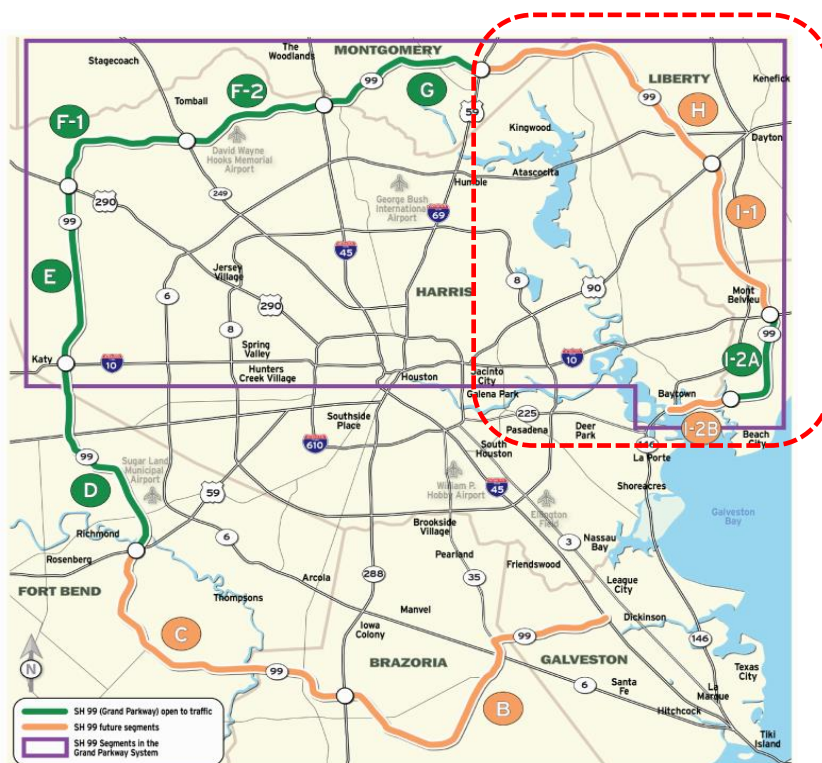 The
Woodlands
MONTGOMERY
Stagecoach
LIBERTY
Kenefick
F-2
G
99
99
59
H
Tomball
F-1
Kingwood
Dayton
David Wayne
Hooks Memorial
Airport
Atascocita
Humble
290
249
George Bush
International
Airport
69
99
I-1
45
E
Jersey
Village
HARRIS
8
90
Mont
Belvieu
6
290
8
99
Spring
Valley
Katy
10
Hunters
Creek Village
Houston
Jacinto
City
10
I-2A
Galena Park
Baytown
225
Southside
Place
Pasadena
Deer
Park
I-2B
Beach
City
610
South
Houston
146
La Porte
99
Sugar Land
Municipal
Airport
59
William P.
Hobby Airport
45
Ellington
Field
Shoreacres
D
Galveston
Bay
Richmond
Brookside
Village
6
3
Nassau
Bay
Rosenberg
Pearland
Friendswood
288
35
League
City
FORT BEND
Thompsons
Arcola
Manvel
Dickinson
C
Iowa
Colony
99
146
N
99
BRAZORIA
GALVESTON
Texas
City
6
Santa
Fe
La
Marque
B
Hitchcock
Tiki
Island
SH 99 (Grand Parkway) open to traffic
SH 99 future segments
SH 99 Segments in the
Grand Parkway System